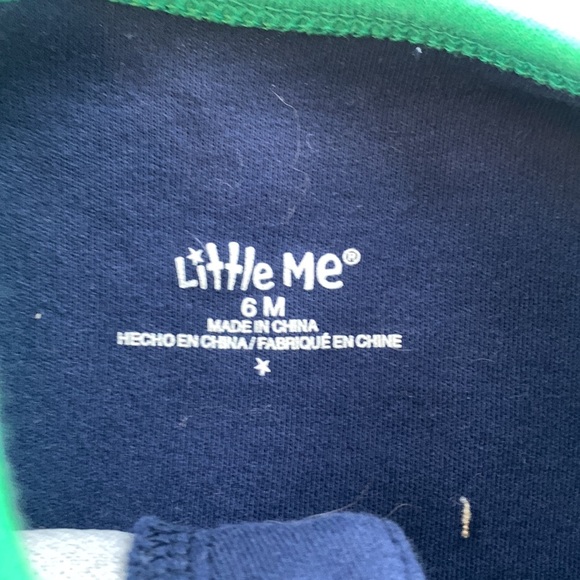 Little Me®
6 M
MADE IN CHINA
HECHO EN CHINA/FABRIQUÉ EN CHINE